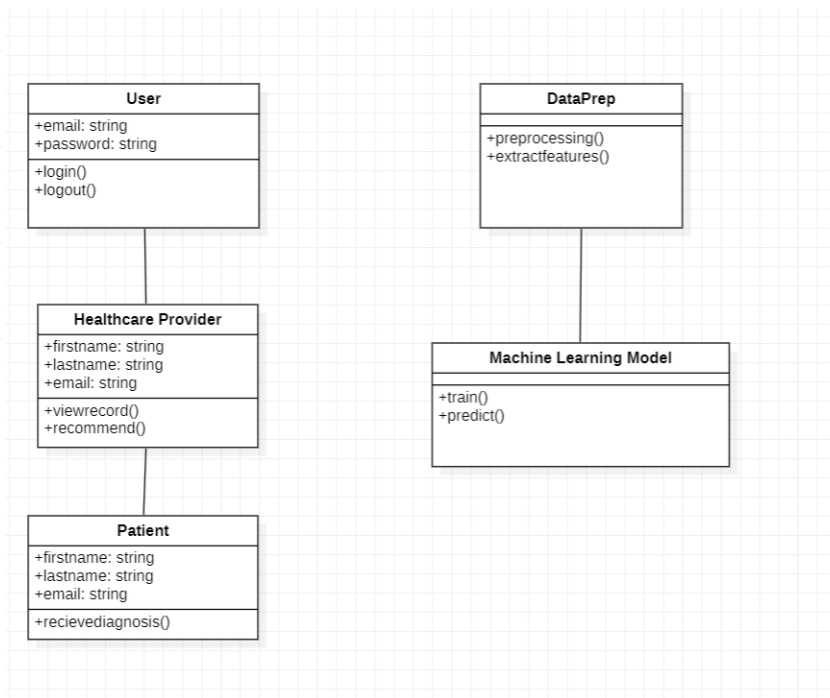 User
+email: string
+password: string
+login()
+logout()
Healthcare Provider
+firstname: string
+lastname: string
+email: string
+viewrecord()
+recommend()
Patient
+firstname: string
+lastname: string
+email: string
+recievediagnosis()
DataPrep
+preprocessing()
+extractfeatures()
Machine Learning Model
+train()
+predict()